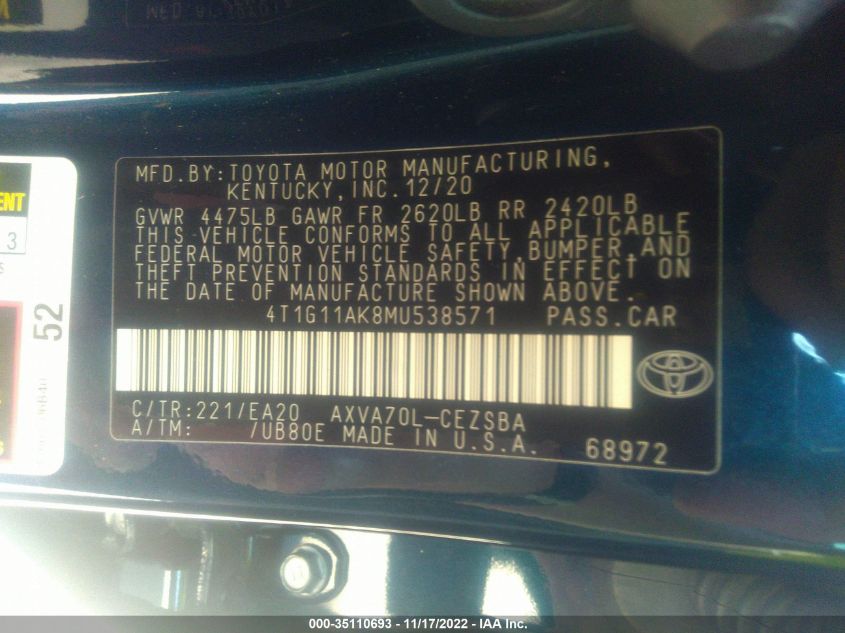 MFD.BY:TOYOTA MOTOR MANUFACTURING,
KENTUCKY,INC.12/20
GVWR 4475LB GAWR FR 2620LB RR 2420LB
THIS VEHICLE CONFORMS TO ALL APPLICABLE
FEDERAL MOTOR VEHICLE SAFETY,BUMPER,AND
THEFT PREVENTION STANDARDS IN EFFECT ON
THE DATE OF MANUFACTURE SHOWN ABOVE.
4T1G11AK8MU538571 PASS.CAR
C/TR:221/EA20 AXVA70L-CEZSBA
A/TM: /UB80E MADE IN U.S.A.
68972
3
52
000-35110693 - 11/17/2022 - IAA Inc.